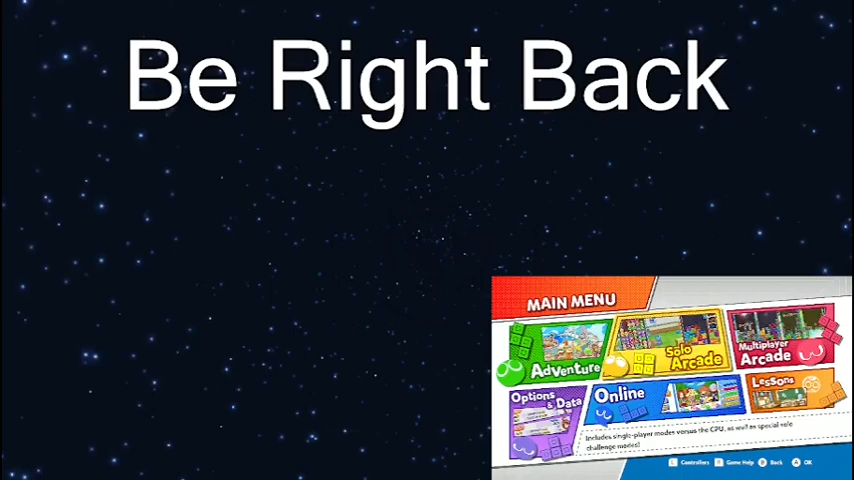 Be Right Back
MAIN MENU
Adventure
Solo
Arcade
Multiplayer
Arcade
Options
& Data
Online
Lessons
Includes single-player modes versus the CPU, as well as special solo
challenge modes!
L Controllers
Game Help
B Back
A OK